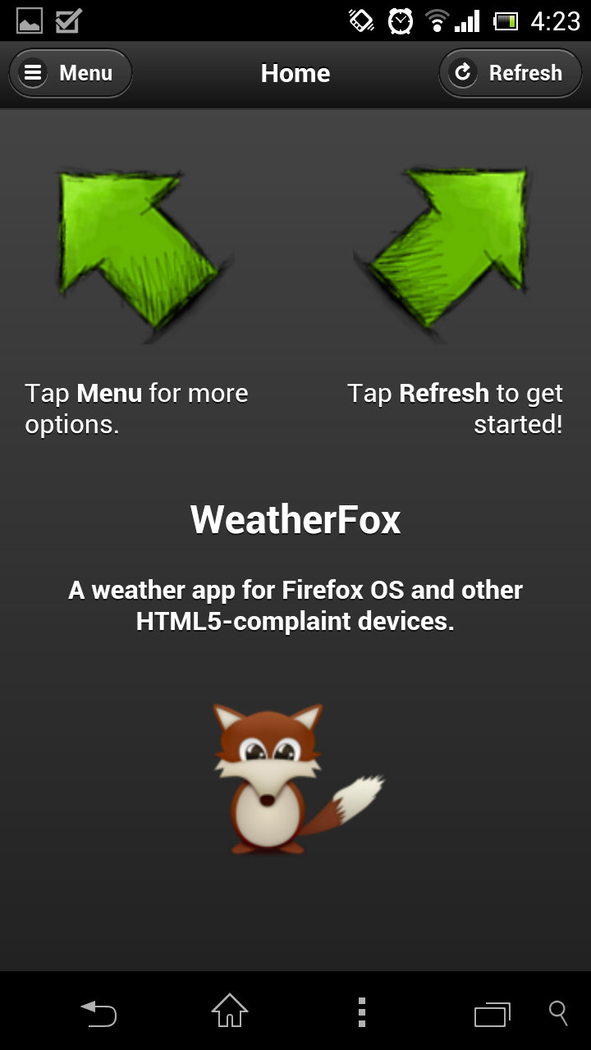 4:23
Menu
Home
Refresh
Tap Menu for more
options.
Tap Refresh to get
started!
WeatherFox
A weather app for Firefox OS and other
HTML5-complaint devices.